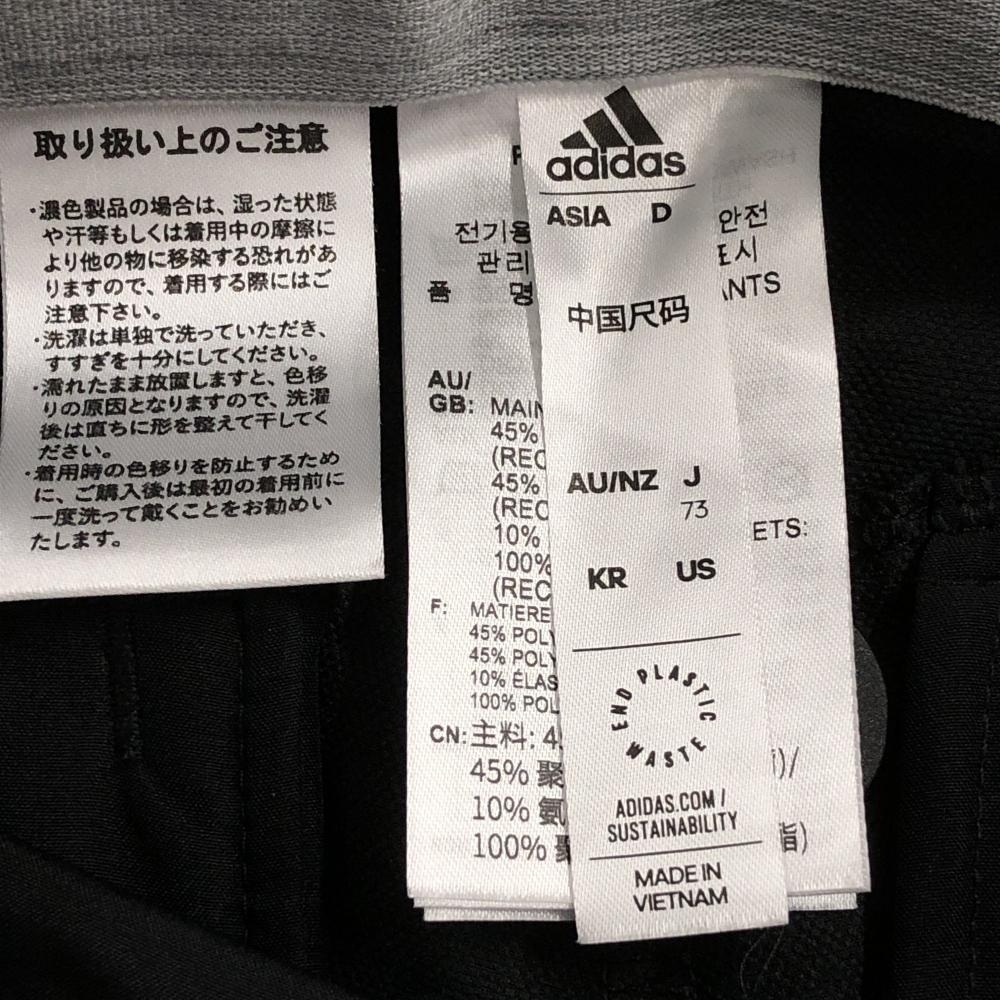 取り扱い上のご注意
・濃色製品の場合は、湿った状態
や汗等もしくは着用中の摩擦に
より他の物に移染する恐れがあ
りますので、着用する際にはご
注意下さい。
・洗濯は単独で洗っていただき、
すすぎを十分にしてください。
・濡れたまま放置しますと、色移
りの原因となりますので、洗濯
後は直ちに形を整えて干してく
ださい。
・着用時の色移りを防止するため
に、ご購入後は最初の着用前に
一度洗って戴くことをお勧めい
たします。
전기용 안전
관리 표시
품 명 ANTS
AU/
GB: MAIN
45%
(REC
45%
(REC
10%
100% ETS:
(REC
F: MATIERE
45% POLY
45% POLY
10% ÉLAS
100% POL
CN: 主料: 45
45% 聚
10% 氨
100% 聚 酯)
adidas
ASIA D
中国尺码
AU/NZ J
73
KR US
END PLASTIC
WASTE
ADIDAS.COM /
SUSTAINABILITY
MADE IN
VIETNAM